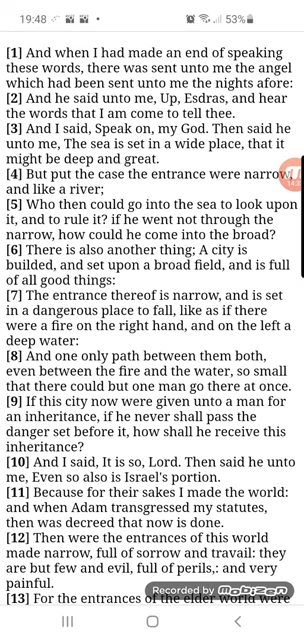 19:48
53%
[1] And when I had made an end of speaking
these words, there was sent unto me the angel
which had been sent unto me the nights afore:
[2] And he said unto me, Up, Esdras, and hear
the words that I am come to tell thee.
[3] And I said, Speak on, my God. Then said he
unto me, The sea is set in a wide place, that it
might be deep and great.
[4] But put the case the entrance were narrow,
and like a river;
[5] Who then could go into the sea to look upon
it, and to rule it? if he went not through the
narrow, how could he come into the broad?
[6] There is also another thing; A city is
builded, and set upon a broad field, and is full
of all good things:
[7] The entrance thereof is narrow, and is set
in a dangerous place to fall, like as if there
were a fire on the right hand, and on the left a
deep water:
[8] And one only path between them both,
even between the fire and the water, so small
that there could but one man go there at once.
[9] If this city now were given unto a man for
an inheritance, if he never shall pass the
danger set before it, how shall he receive this
inheritance?
[10] And I said, It is so, Lord. Then said he unto
me, Even so also is Israel's portion.
[11] Because for their sakes I made the world:
and when Adam transgressed my statutes,
then was decreed that now is done.
[12] Then were the entrances of this world
made narrow, full of sorrow and travail: they
are but few and evil, full of perils,: and very
painful.
Recorded by Mobizen
[13] For the entrances of the elder world were